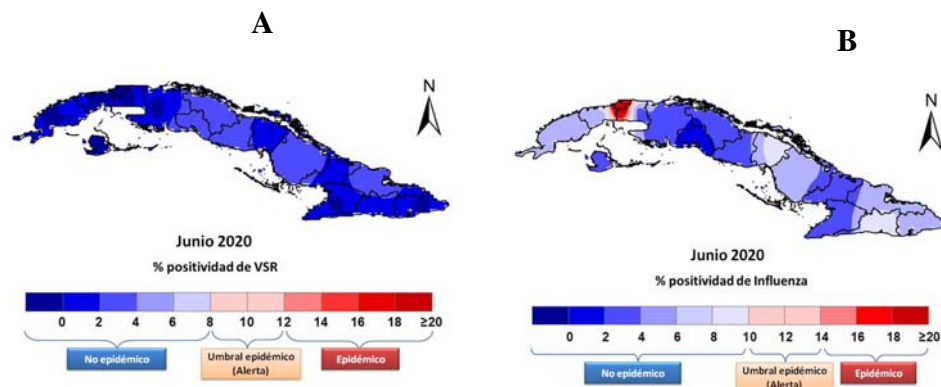 A
N
Junio 2020
% positividad de VSR
0 2 4 6 8 10 12 14 16 18 ≥20
No epidémico
Umbral epidémico
(Alerta)
Epidémico
B
N
Junio 2020
% positividad de Influenza
0 2 4 6 8 10 10 12 14 16 18 ≥20
No epidémico
Umbral epidémico
(Alerta)
Epidémico